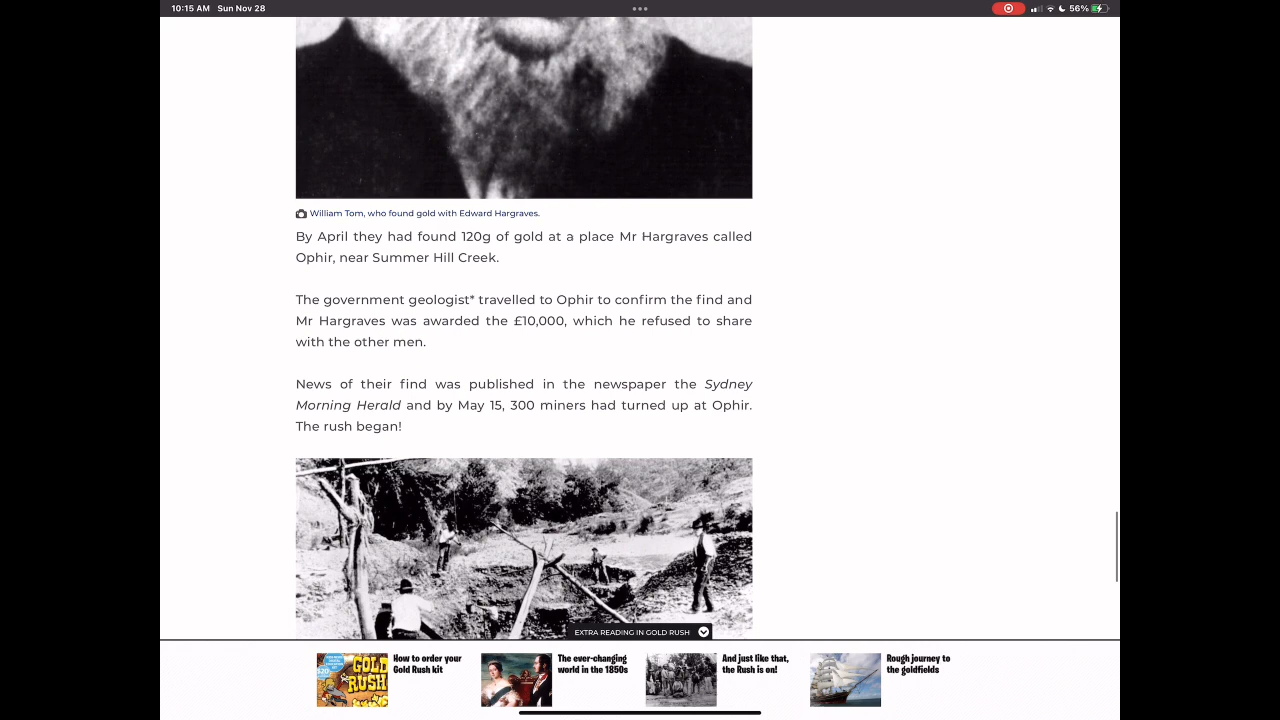 10:15 AM Sun Nov 28
56%
William Tom, who found gold with Edward Hargraves.
By April they had found 120g of gold at a place Mr Hargraves called
Ophir, near Summer Hill Creek.
The government geologist* travelled to Ophir to confirm the find and
Mr Hargraves was awarded the £10,000, which he refused to share
with the other men.
News of their find was published in the newspaper the Sydney
Morning Herald and by May 15, 300 miners had turned up at Ophir.
The rush began!
EXTRA READING IN GOLD RUSH
GOLD
RUSH
How to order your
Gold Rush kit
The ever-changing
world in the 1850s
And just like that,
the Rush is on!
Rough journey to
the goldfields